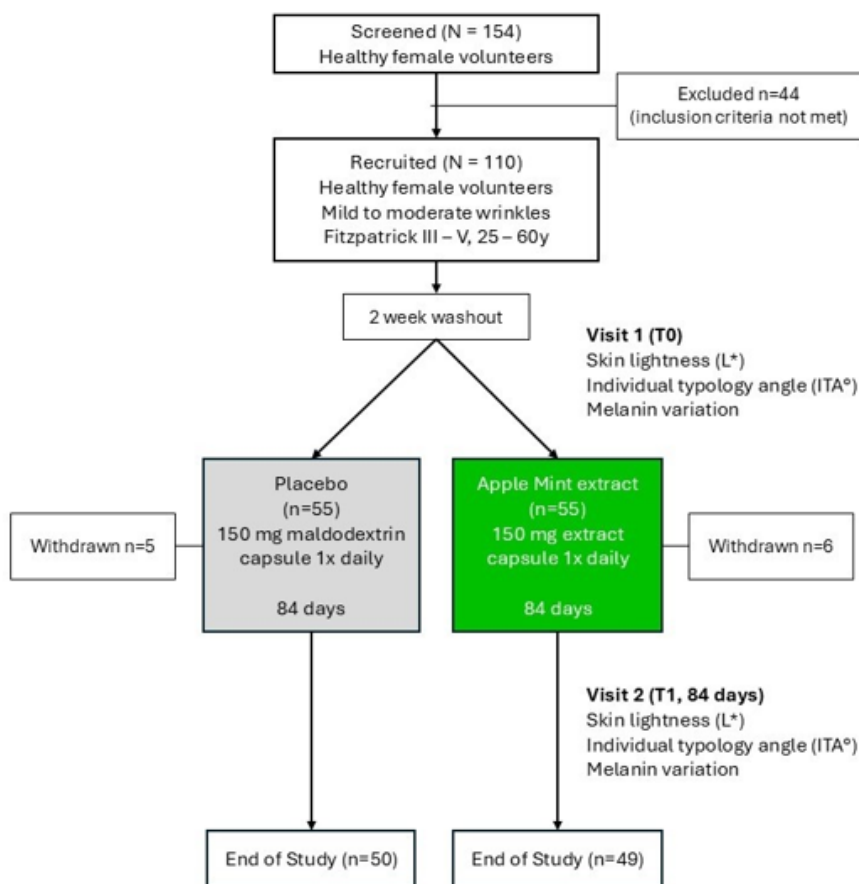 Screened (N = 154)
Healthy female volunteers
Excluded n=44
(inclusion criteria not met)
Recruited (N = 110)
Healthy female volunteers
Mild to moderate wrinkles
Fitzpatrick III – V, 25 – 60y
2 week washout
Visit 1 (T0)
Skin lightness (L*)
Individual typology angle (ITA°)
Melanin variation
Placebo
(n=55)
150 mg maldodextrin
capsule 1x daily
84 days
Apple Mint extract
(n=55)
150 mg extract
capsule 1x daily
84 days
Withdrawn n=5
Withdrawn n=6
Visit 2 (T1, 84 days)
Skin lightness (L*)
Individual typology angle (ITA°)
Melanin variation
End of Study (n=50)
End of Study (n=49)